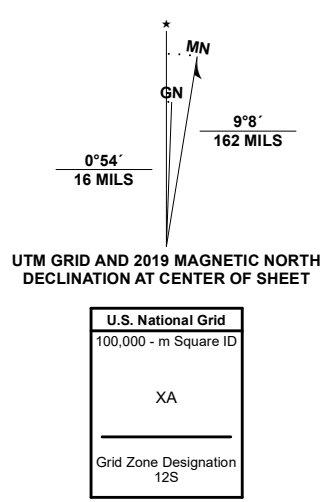 ★
MN
GN
9°8´
162 MILS
0°54´
16 MILS
UTM GRID AND 2019 MAGNETIC NORTH
DECLINATION AT CENTER OF SHEET
U.S. National Grid
100,000 - m Square ID
XA
Grid Zone Designation
12S